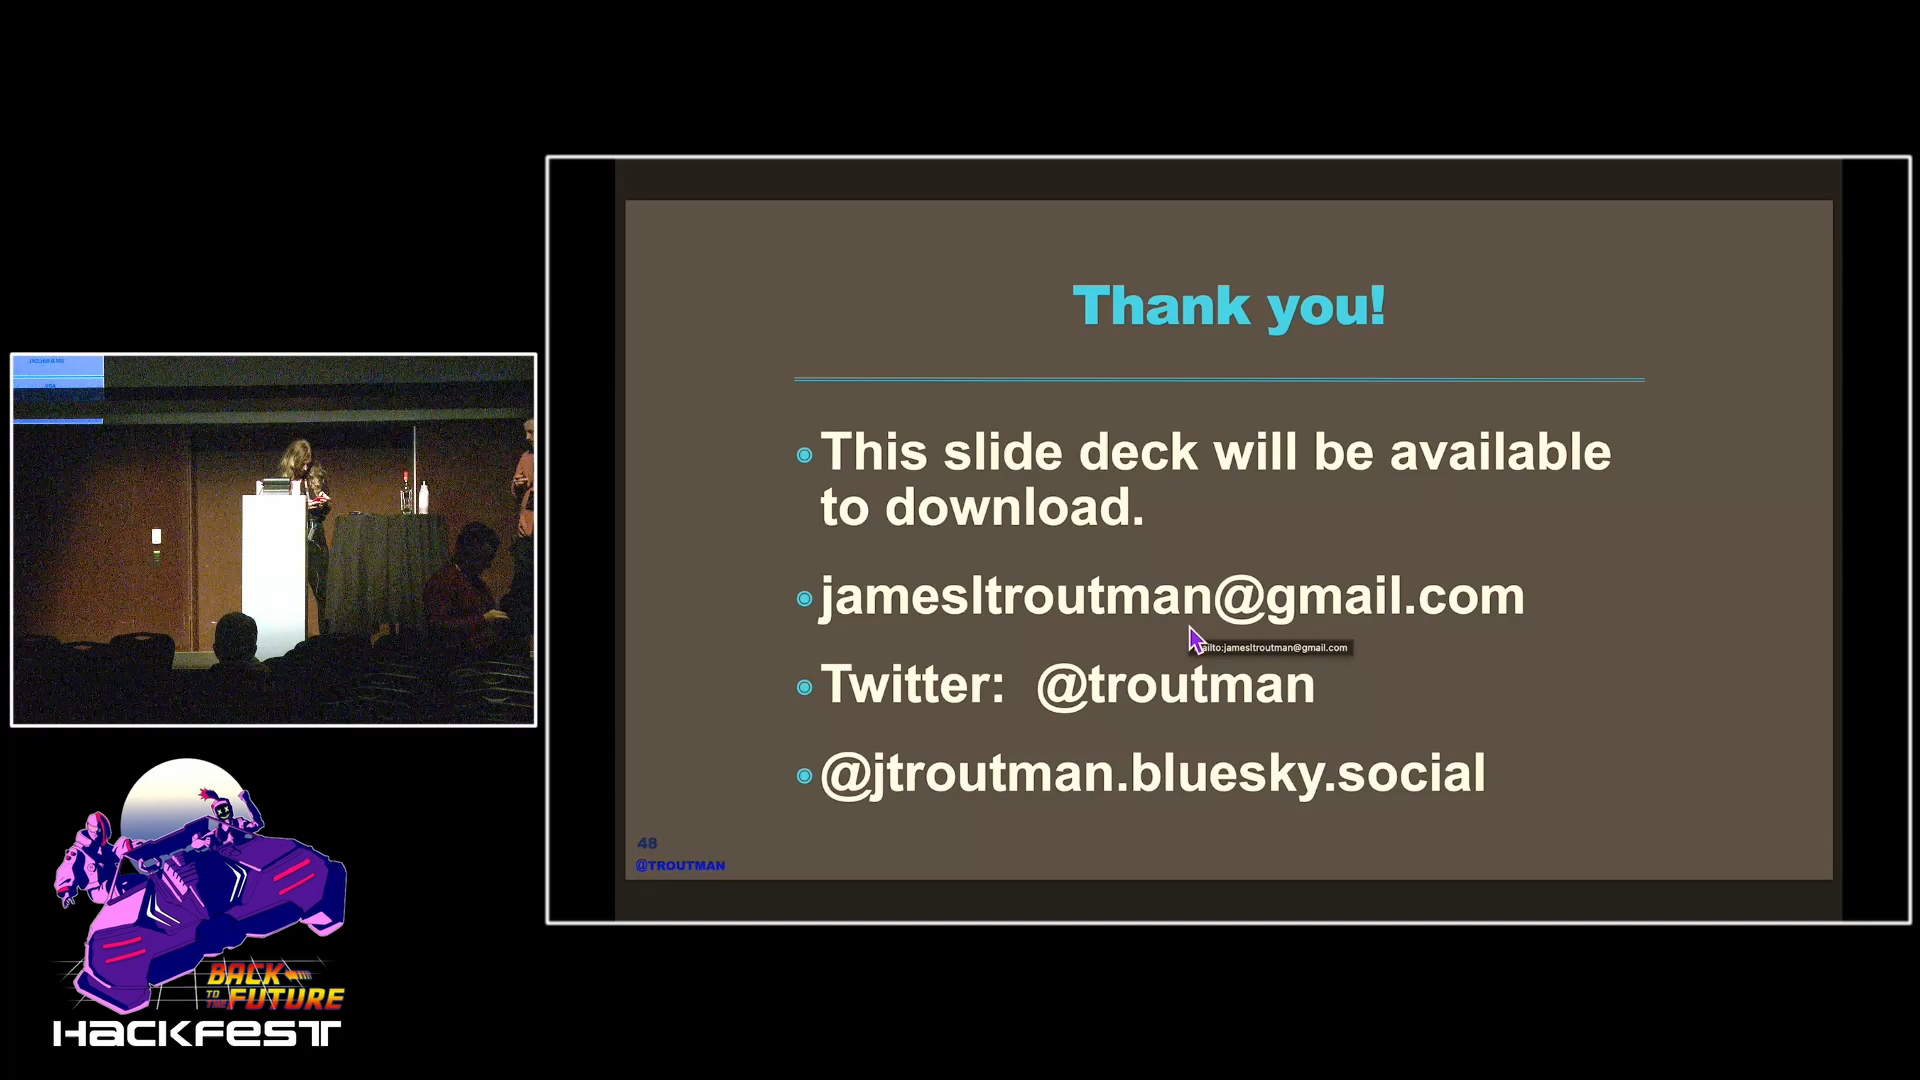 Thank you!
This slide deck will be available
to download.
jamesltroutman@gmail.com
ailto:jamesltroutman@gmail.com
Twitter: @troutman
@jtroutman.bluesky.social
48
@TROUTMAN
BACK
TO THE FUTURE
HACKFEST